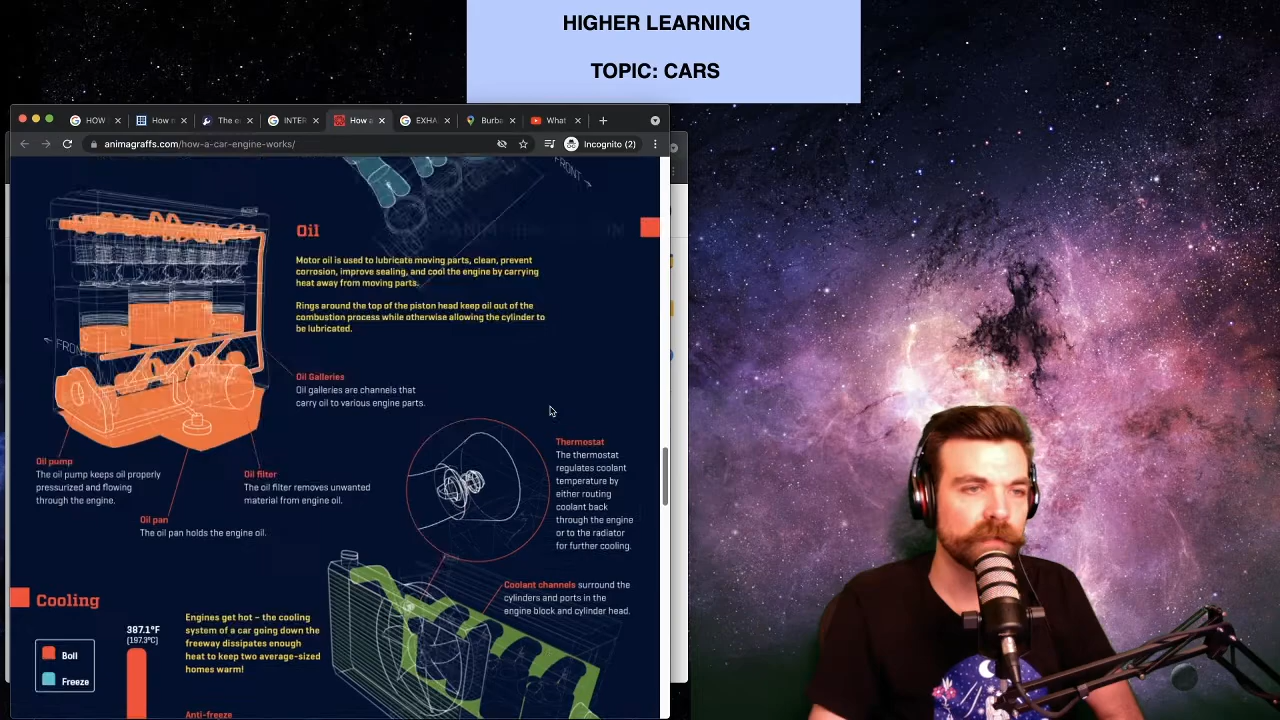 HIGHER LEARNING
TOPIC: CARS
HOW
How n
The e
INTER
How a
EXHA
Burba
What
animagraffs.com/how-a-car-engine-works/
Incognito (2)
FRONT
Oil
Motor oil is used to lubricate moving parts, clean, prevent
corrosion, improve sealing, and cool the engine by carrying
heat away from moving parts.
Rings around the top of the piston head keep oil out of the
combustion process while otherwise allowing the cylinder to
be lubricated.
FRONT
Oil Galleries
Oil galleries are channels that
carry oil to various engine parts.
Thermostat
The thermostat
regulates coolant
temperature by
either routing
coolant back
through the engine
or to the radiator
for further cooling.
Oil pump
The oil pump keeps oil properly
pressurized and flowing
through the engine.
Oil filter
The oil filter removes unwanted
material from engine oil.
Oil pan
The oil pan holds the engine oil.
Coolant channels surround the
cylinders and ports in the
engine block and cylinder head.
Cooling
Engines get hot – the cooling
system of a car going down the
freeway dissipates enough
heat to keep two average-sized
homes warm!
387.1°F
(197.3°C)
Boil
Freeze
Anti-freeze